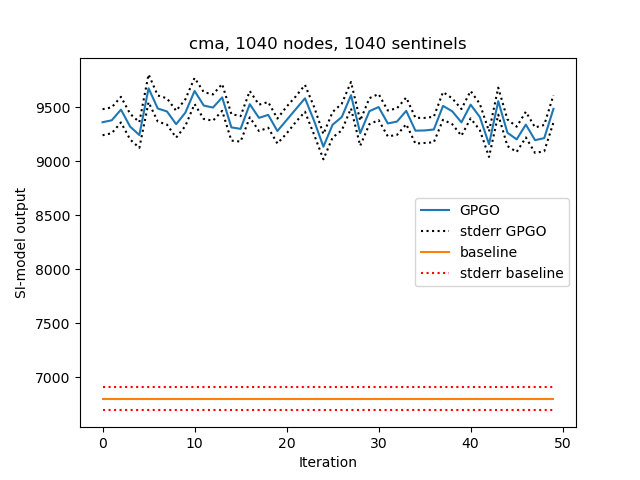 cma, 1040 nodes, 1040 sentinels
9500
9000
8500
8000
7500
7000
SI-model output
GPGO
stderr GPGO
baseline
stderr baseline
0 10 20 30 40 50
Iteration